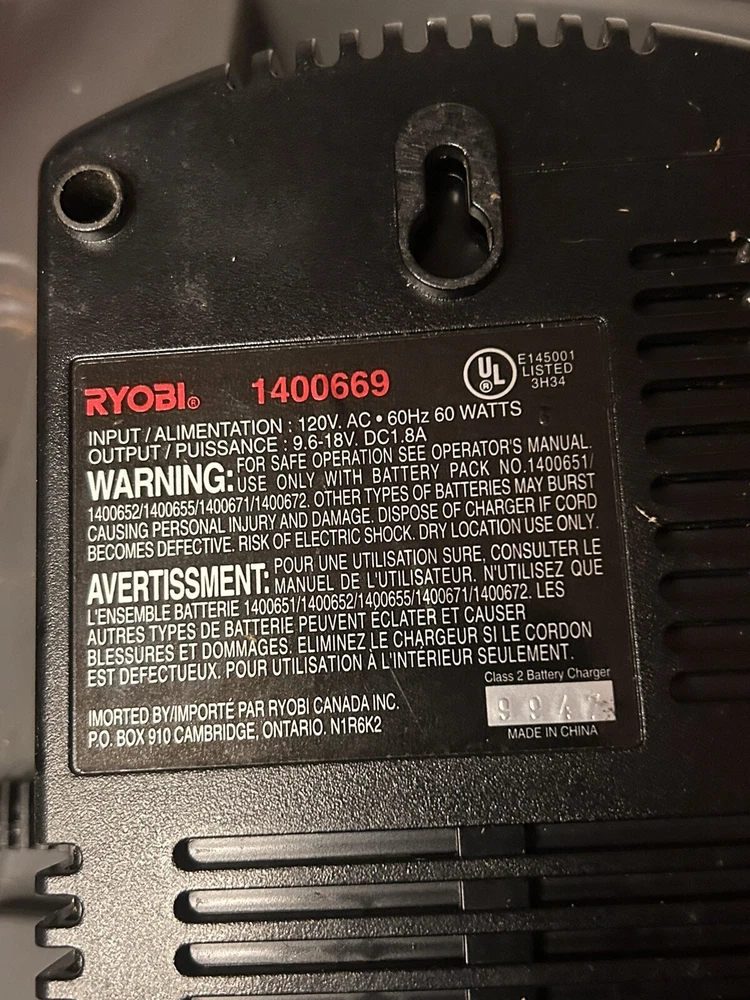 RYOBI® 1400669
UL ® E145001
LISTED
3H34
INPUT / ALIMENTATION : 120V. AC • 60Hz 60 WATTS
OUTPUT / PUISSANCE : 9.6-18V. DC1.8A
WARNING: FOR SAFE OPERATION SEE OPERATOR'S MANUAL.
USE ONLY WITH BATTERY PACK NO.1400651/
1400652/1400655/1400671/1400672. OTHER TYPES OF BATTERIES MAY BURST
CAUSING PERSONAL INJURY AND DAMAGE. DISPOSE OF CHARGER IF CORD
BECOMES DEFECTIVE. RISK OF ELECTRIC SHOCK. DRY LOCATION USE ONLY.
AVERTISSMENT: POUR UNE UTILISATION SURE, CONSULTER LE
MANUEL DE L'UTILISATEUR. N'UTILISEZ QUE
L'ENSEMBLE BATTERIE 1400651/1400652/1400655/1400671/1400672. LES
AUTRES TYPES DE BATTERIE PEUVENT ÉCLATER ET CAUSER
BLESSURES ET DOMMAGES. ELIMINEZ LE CHARGEUR SI LE CORDON
EST DEFECTUEUX. POUR UTILISATION À L'INTÉRIEUR SEULEMENT.
Class 2 Battery Charger
IMORTED BY/IMPORTÉ PAR RYOBI CANADA INC.
P.O. BOX 910 CAMBRIDGE, ONTARIO. N1R6K2
MADE IN CHINA